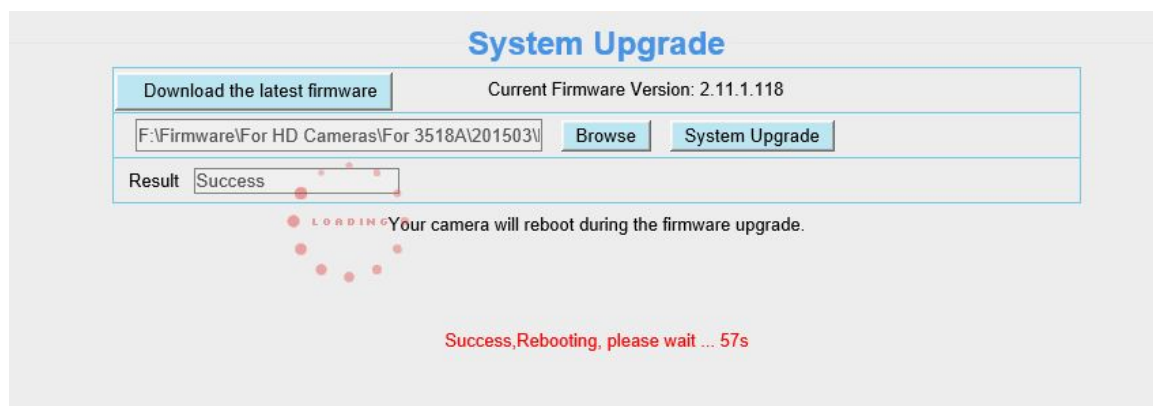 System Upgrade
Download the latest firmware Current Firmware Version: 2.11.1.118
F:\Firmware\For HD Cameras\For 3518A\201503\ Browse System Upgrade
Result Success
LOADING
Your camera will reboot during the firmware upgrade.
Success,Rebooting, please wait ... 57s